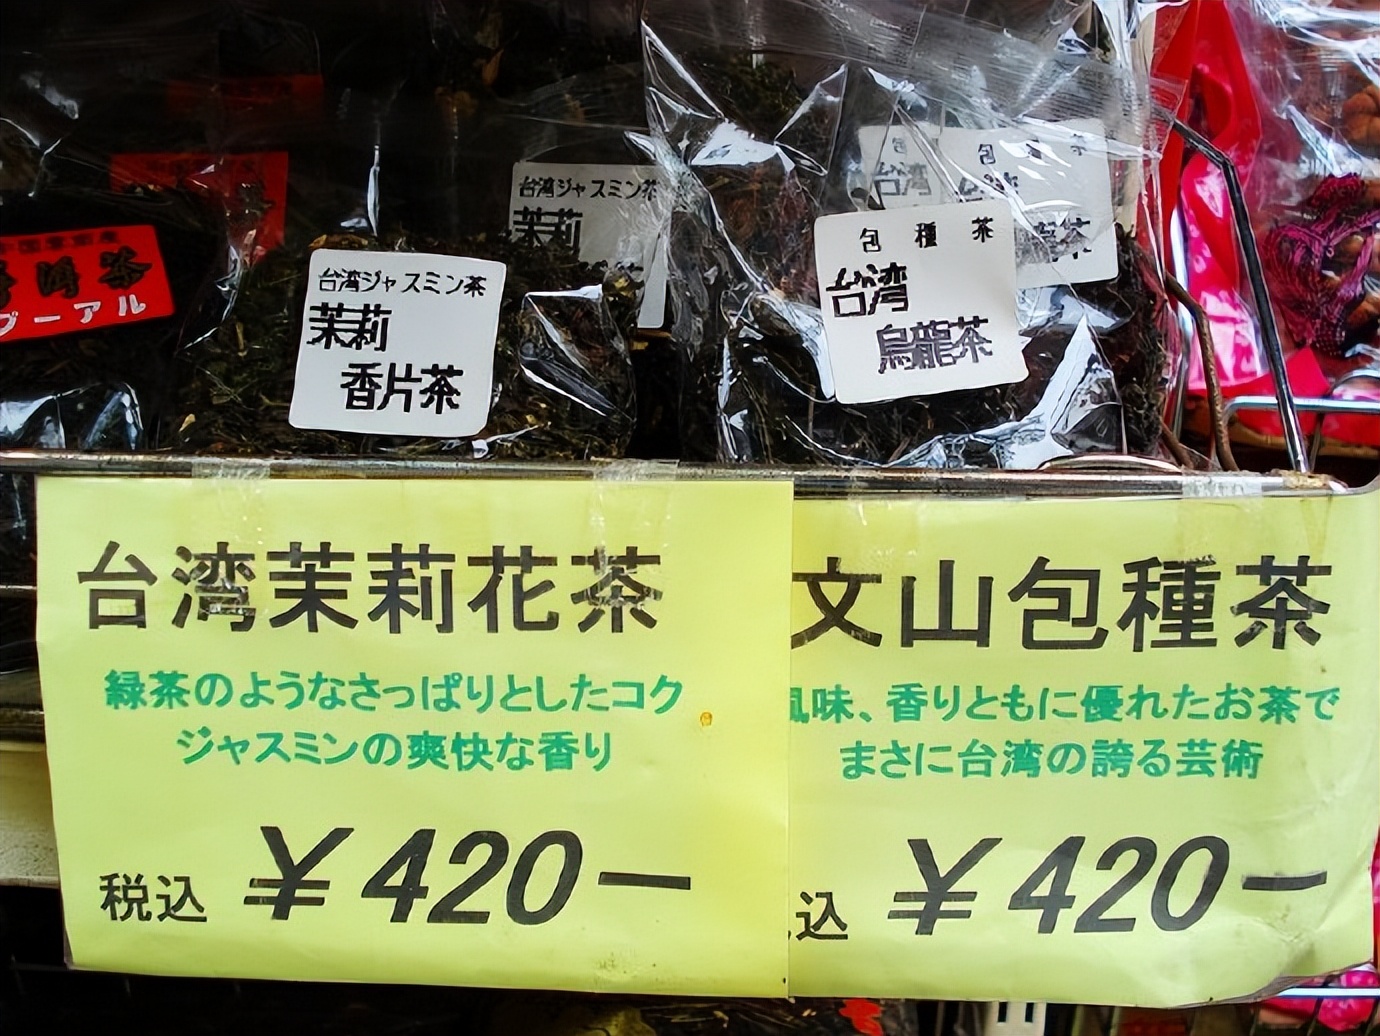 プーアル
台湾ジャスミン茶
茉莉
香片茶
台湾ジャスミン茶
茉莉
包種茶
台湾
烏龍茶
台湾
台湾茉莉花茶
緑茶のようなさっぱりとしたコク
ジャスミンの爽快な香り
税込 ¥420ー
文山包種茶
風味、香りともに優れたお茶で
まさに台湾の誇る芸術
込 ¥420ー